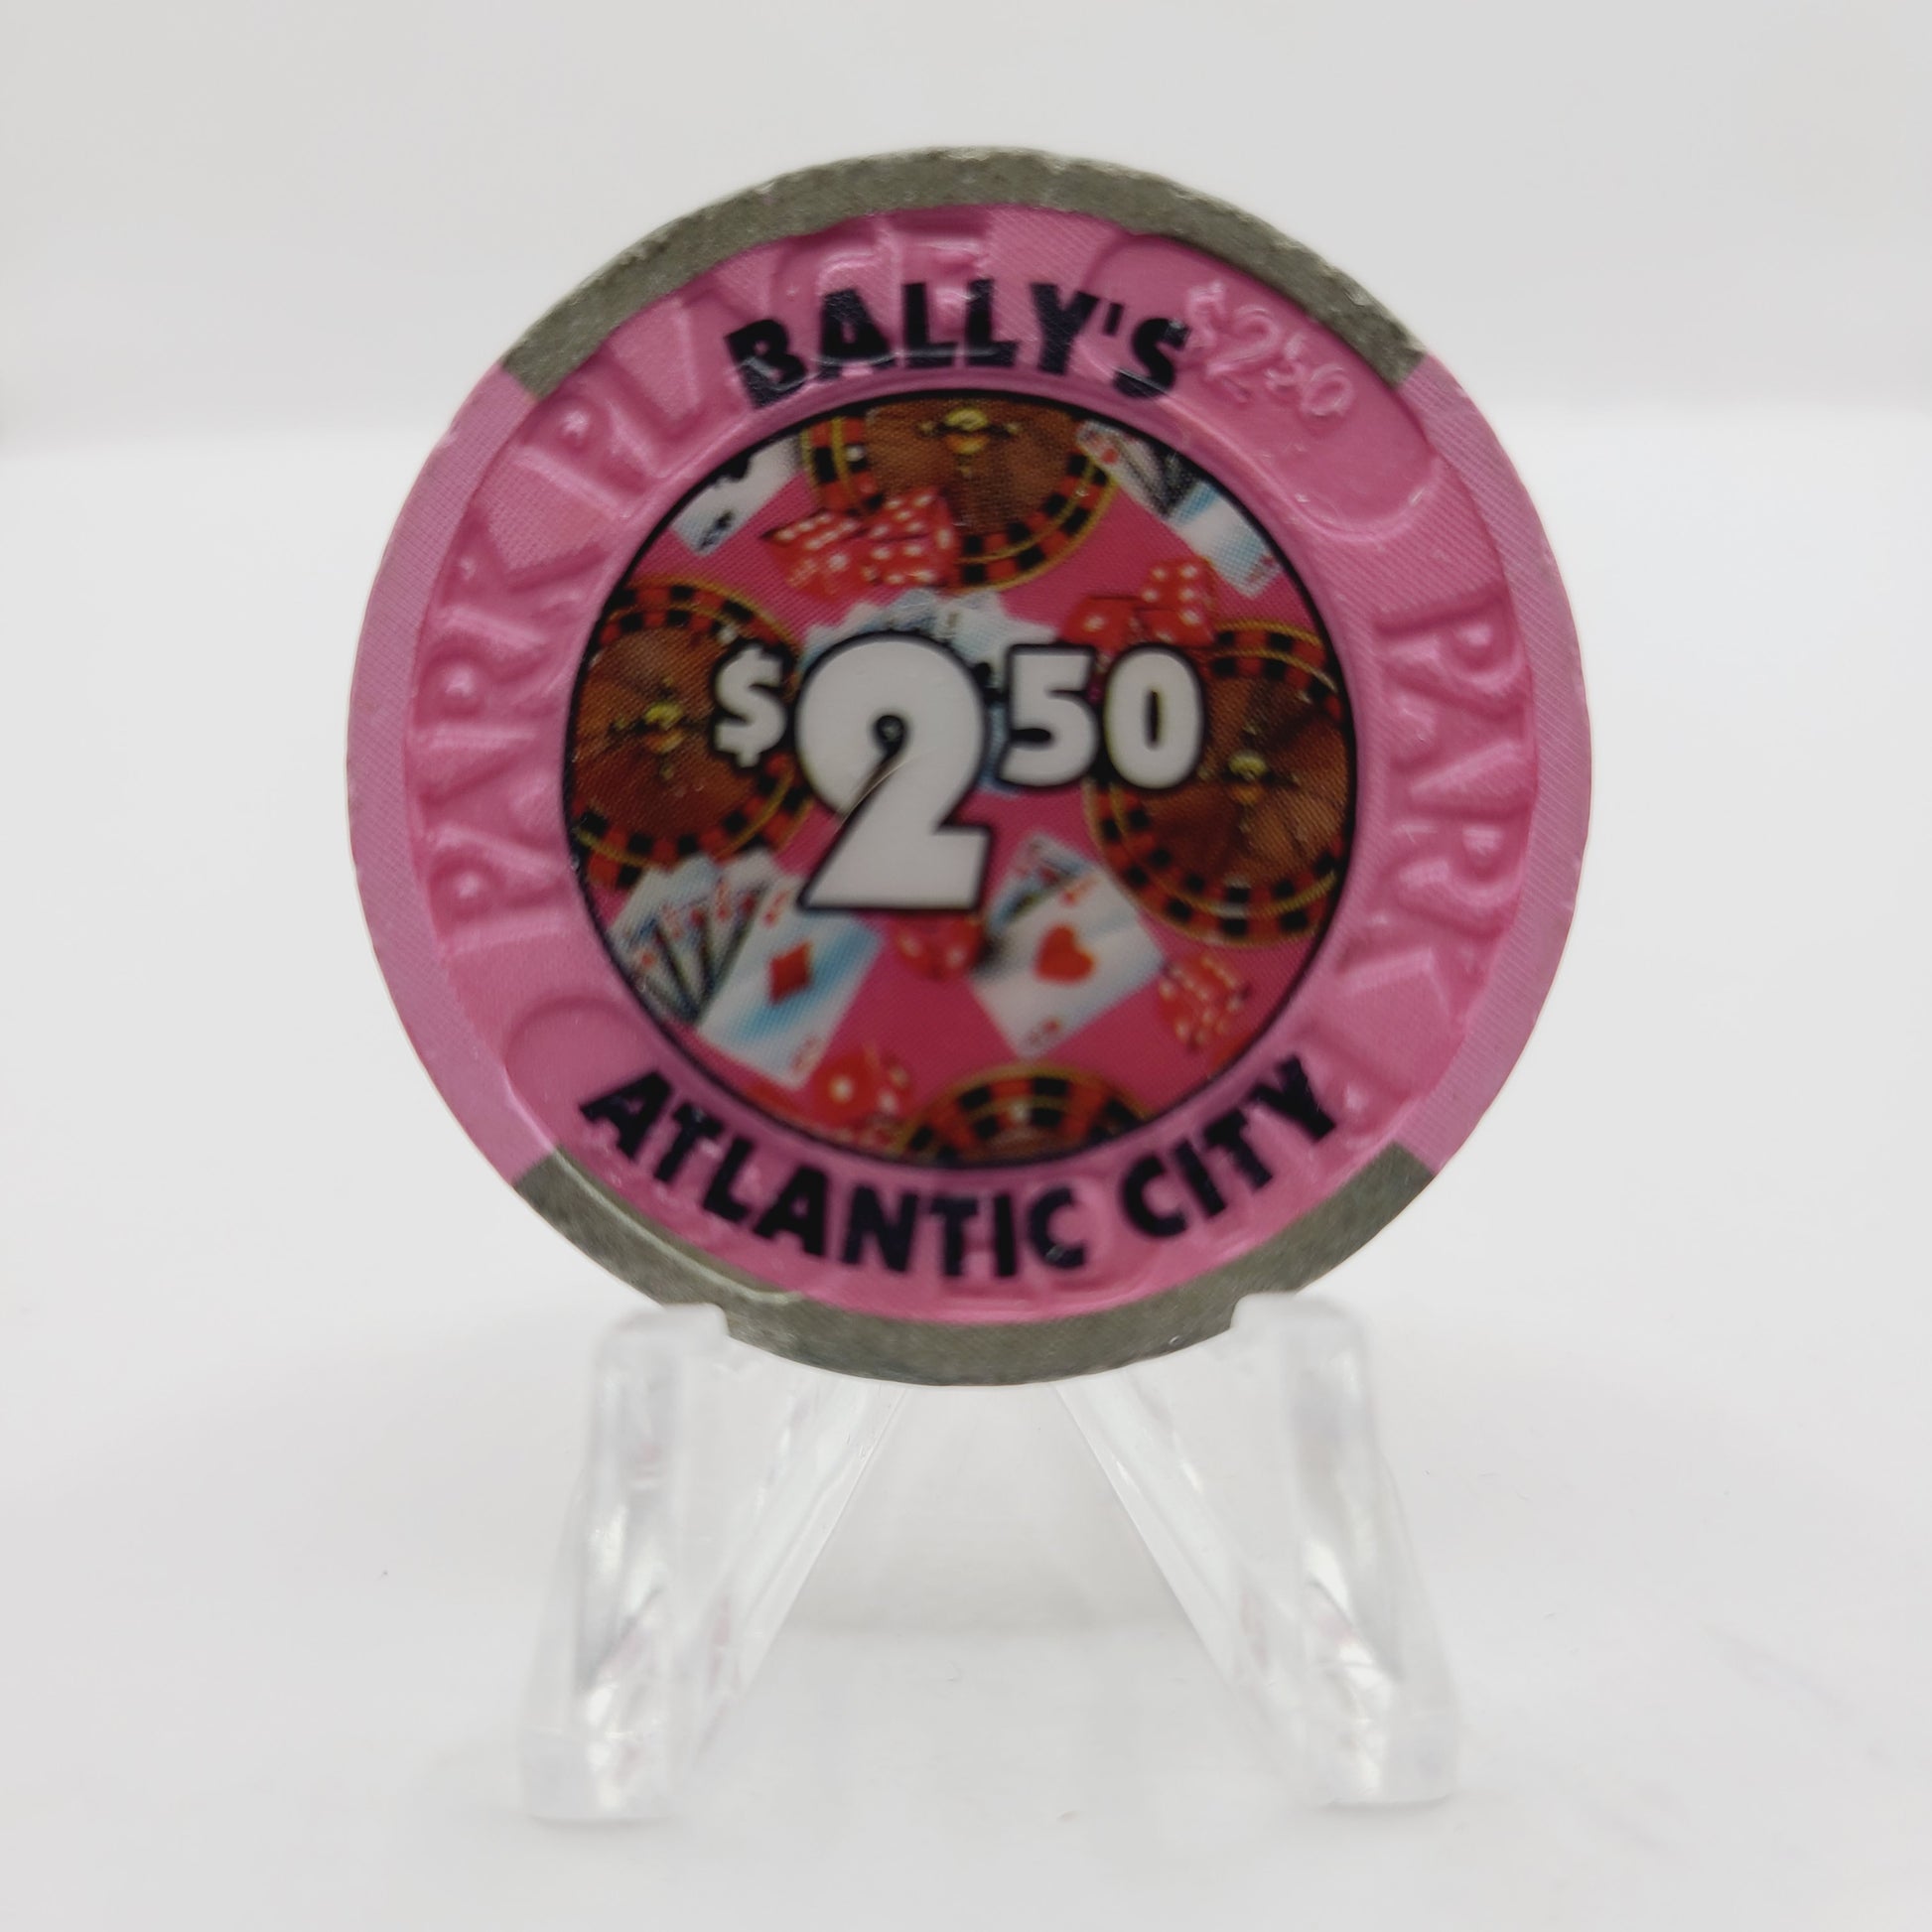 BALLY'S
$2.50
PARK PLACE
PARK
$2 50
ATLANTIC CITY